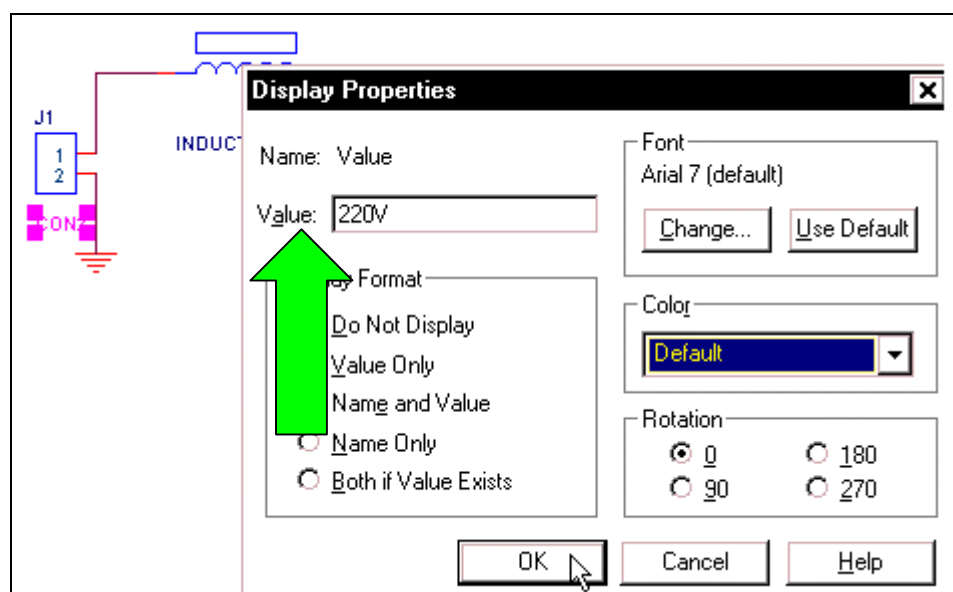 Display Properties
J1
1
2
CON2
INDUCT
Name: Value
Value: 220V
Font
Arial 7 (default)
Change...
Use Default
Format
Do Not Display
Value Only
Name and Value
Name Only
Both if Value Exists
Color
Default
Rotation
0
180
90
270
OK
Cancel
Help